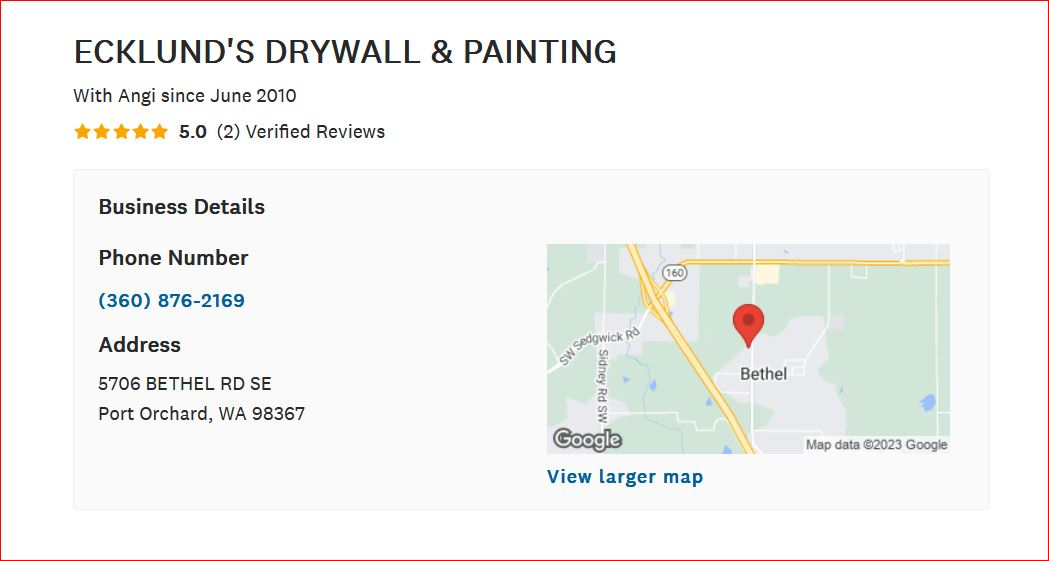 ECKLUND'S DRYWALL & PAINTING
With Angi since June 2010
5.0 (2) Verified Reviews
Business Details
Phone Number
(360) 876-2169
Address
5706 BETHEL RD SE
Port Orchard, WA 98367
160
SW Sedgwick Rd
Sidney Rd SW
Bethel
Google
Map data ©2023 Google
View larger map